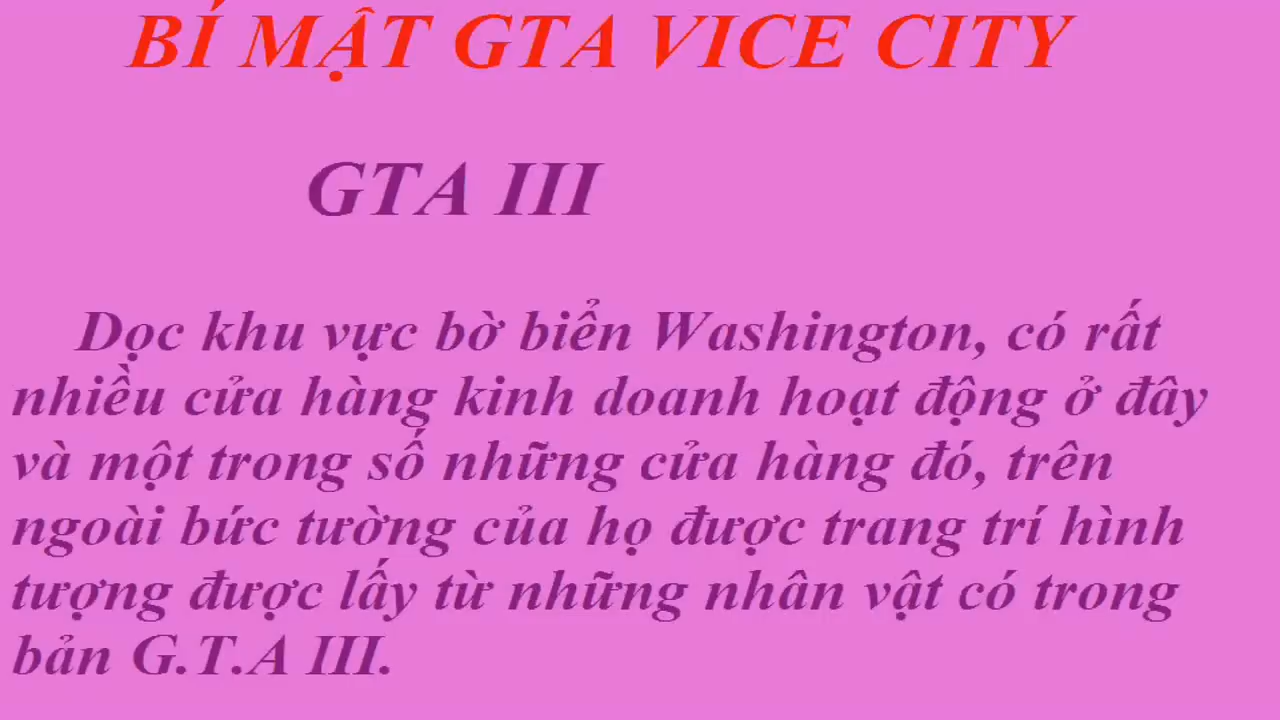 BÍ MẬT GTA VICE CITY
GTA III
Dọc khu vực bờ biển Washington, có rất
nhiều cửa hàng kinh doanh hoạt động ở đây
và một trong số những cửa hàng đó, trên
ngoài bức tường của họ được trang trí hình
tượng được lấy từ những nhân vật có trong
bản G.T.A III.